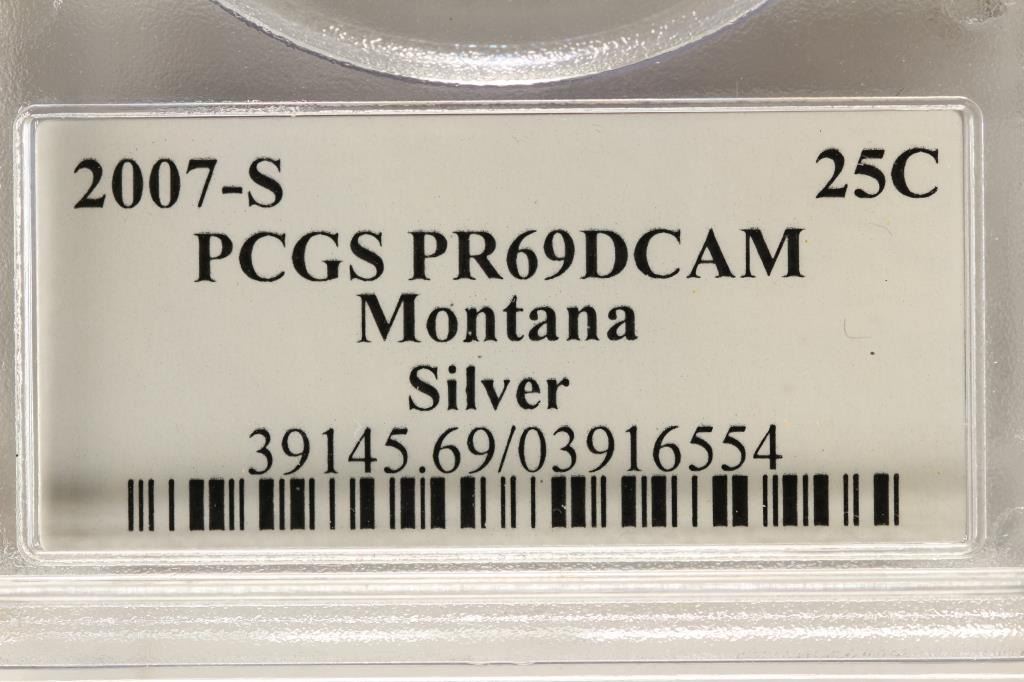 2007-S 25C
PCGS PR69DCAM
Montana
Silver
39145.69/03916554